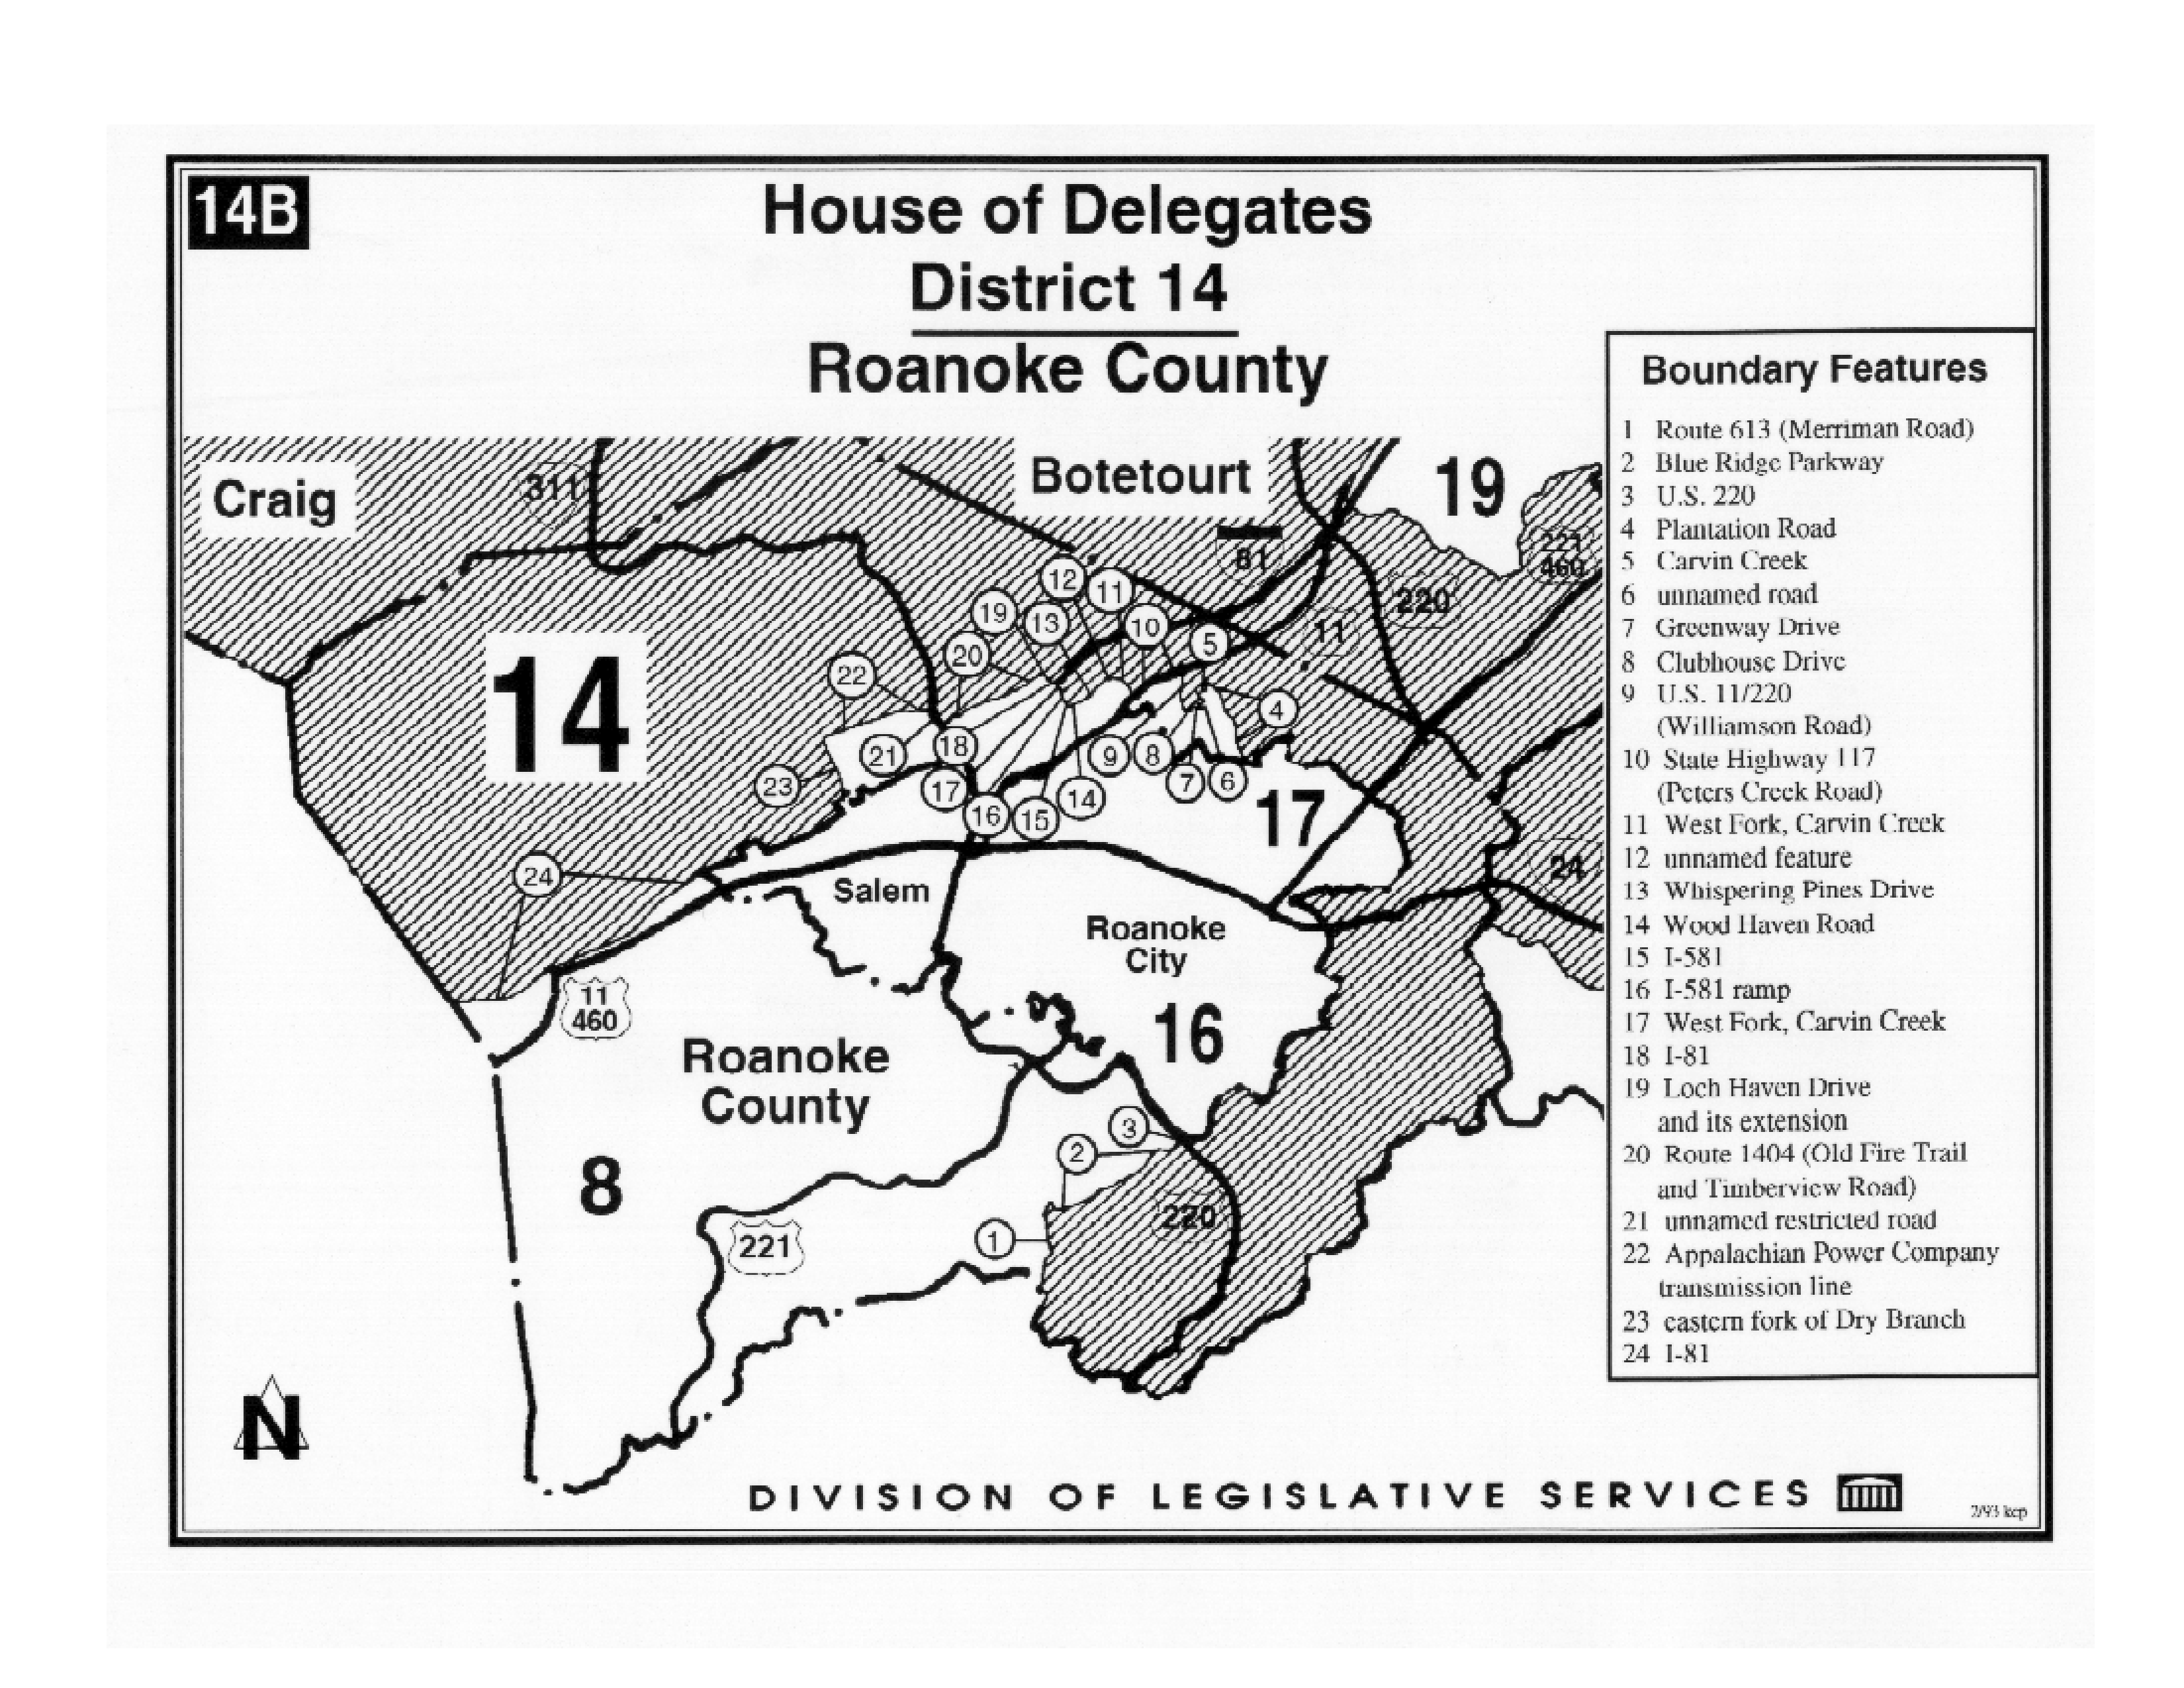 14B
House of Delegates
District 14
Roanoke County
Craig
311
Botetourt
19
81
221
460
220
11
14
12
11
19
13
10
5
20
22
4
21
18
9
8
23
17
7
6
16
15
14
17
24
24
Salem
Roanoke
City
11
460
16
Roanoke
County
3
2
8
220
1
221
N
Boundary Features
1 Route 613 (Merriman Road)
2 Blue Ridge Parkway
3 U.S. 220
4 Plantation Road
5 Carvin Creek
6 unnamed road
7 Greenway Drive
8 Clubhouse Drive
9 U.S. 11/220
(Williamson Road)
10 State Highway 117
(Peters Creek Road)
11 West Fork, Carvin Creek
12 unnamed feature
13 Whispering Pines Drive
14 Wood Haven Road
15 I-581
16 I-581 ramp
17 West Fork, Carvin Creek
18 I-81
19 Loch Haven Drive
and its extension
20 Route 1404 (Old Fire Trail
and Timberview Road)
21 unnamed restricted road
22 Appalachian Power Company
transmission line
23 eastern fork of Dry Branch
24 I-81
DIVISION OF LEGISLATIVE SERVICES
2/93 kcp